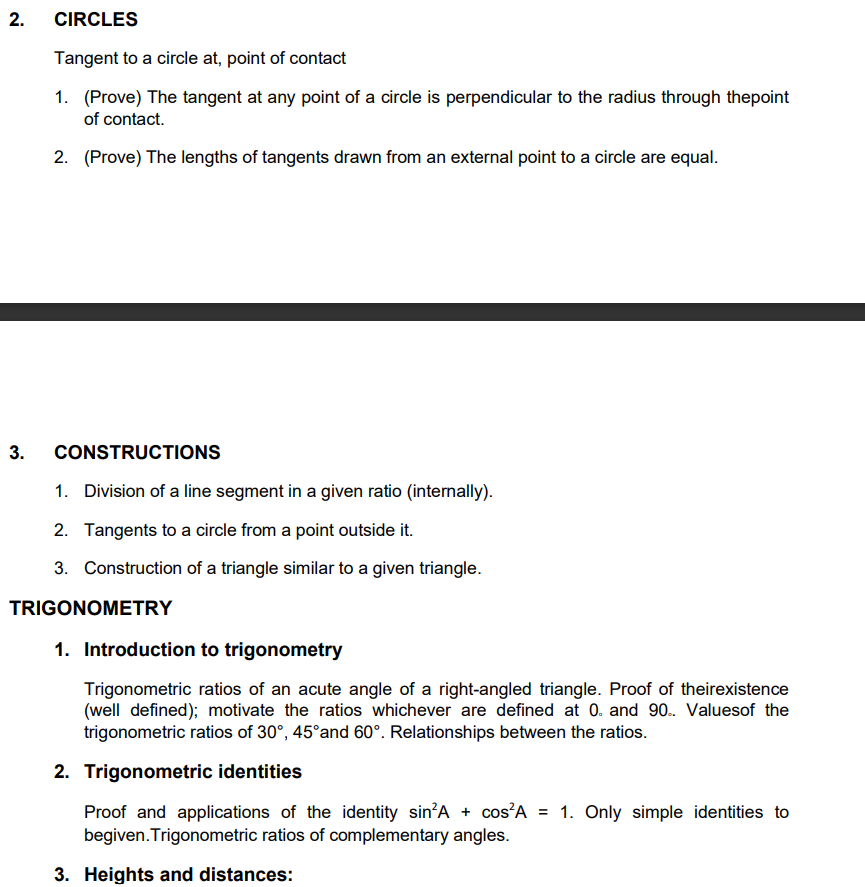 2. CIRCLES
Tangent to a circle at, point of contact
1. (Prove) The tangent at any point of a circle is perpendicular to the radius through thepoint
of contact.
2. (Prove) The lengths of tangents drawn from an external point to a circle are equal.
3. CONSTRUCTIONS
1. Division of a line segment in a given ratio (internally).
2. Tangents to a circle from a point outside it.
3. Construction of a triangle similar to a given triangle.
TRIGONOMETRY
1. Introduction to trigonometry
Trigonometric ratios of an acute angle of a right-angled triangle. Proof of theirexistence
(well defined); motivate the ratios whichever are defined at 0. and 90.. Valuesof the
trigonometric ratios of 30°, 45°and 60°. Relationships between the ratios.
2. Trigonometric identities
Proof and applications of the identity sin²A + cos²A = 1. Only simple identities to
begiven.Trigonometric ratios of complementary angles.
3. Heights and distances: